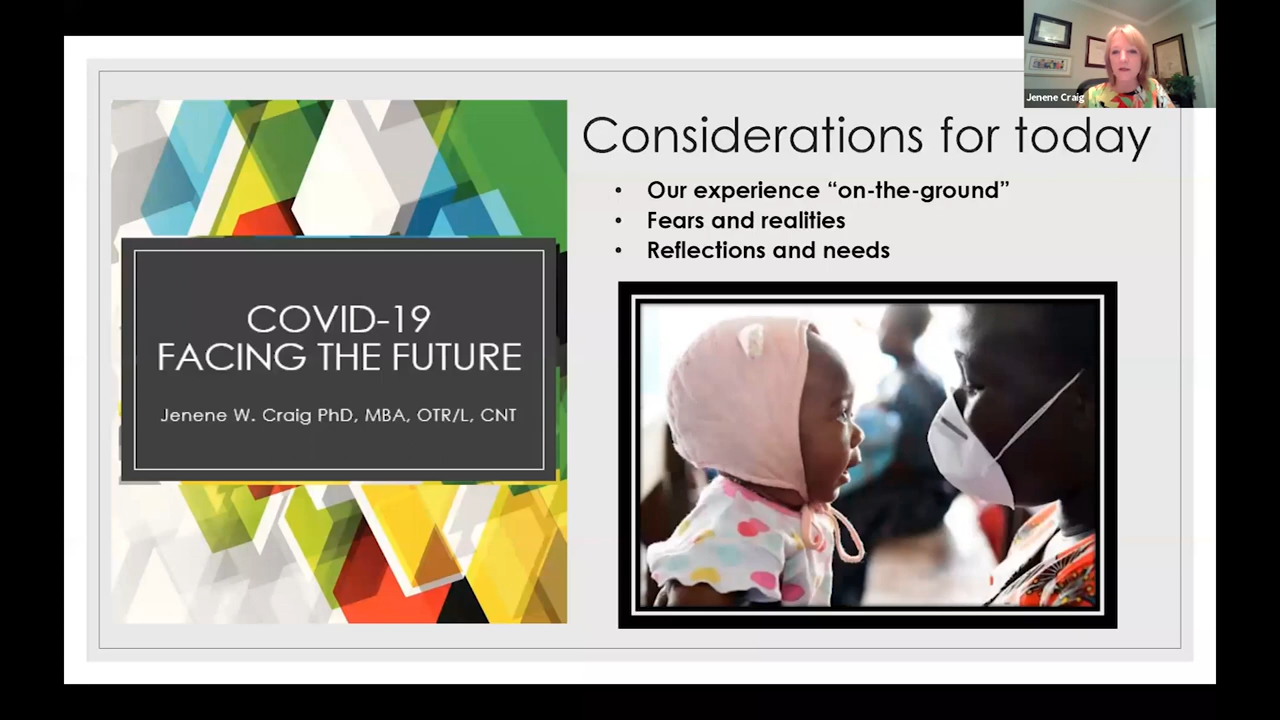 Jenene Craig
Considerations for today
• Our experience “on-the-ground”
• Fears and realities
• Reflections and needs
COVID-19
FACING THE FUTURE
Jenene W. Craig PhD, MBA, OTR/L, CNT